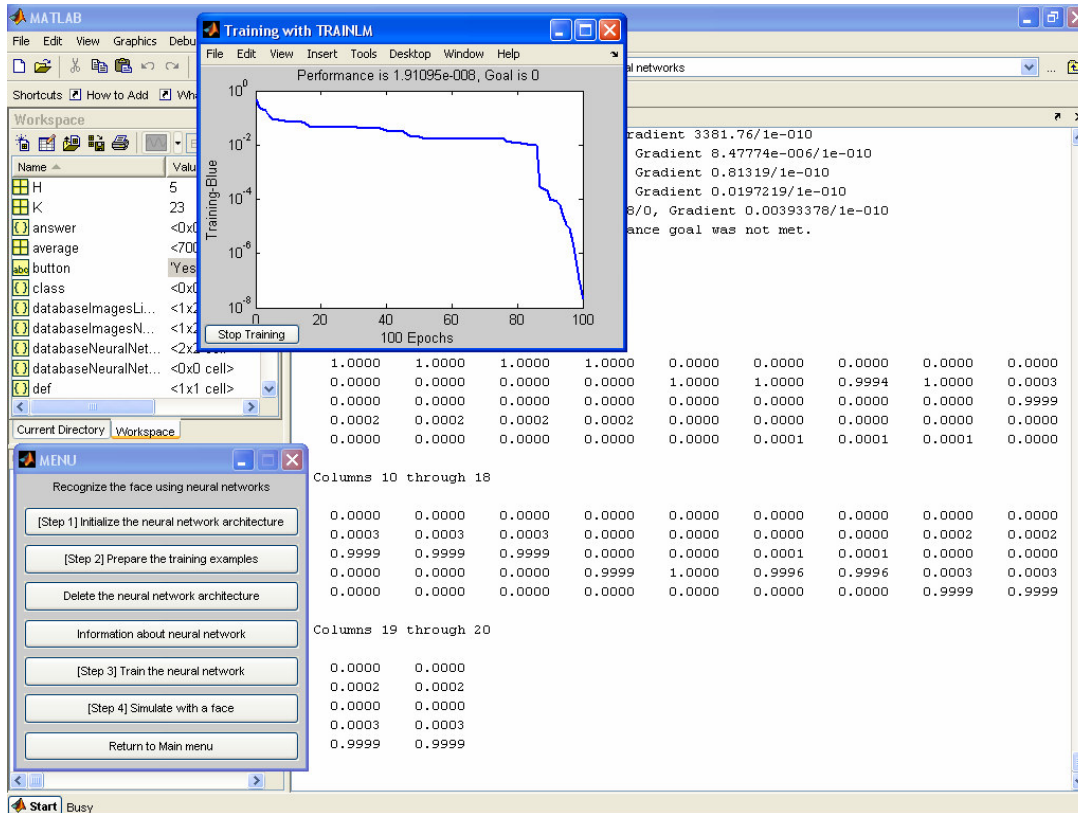 MATLAB
File Edit View Graphics Debu
Shortcuts How to Add Wha
al networks
...
Workspace
Name Valu
H 5
K 23
answer <0x0
average <700
button 'Yes
class <0x0
databaseImagesLi... <1x2
databaseImagesN... <1x2
databaseNeuralNet... <2x2 cell>
databaseNeuralNet... <0x0 cell>
def <1x1 cell>
Current Directory Workspace
Training with TRAINLM
File Edit View Insert Tools Desktop Window Help
Performance is 1.91095e-008, Goal is 0
10^0
10^-2
10^-4
10^-6
10^-8
Training-Blue
0 20 40 60 80 100
100 Epochs
Stop Training
radient 3381.76/1e-010
Gradient 8.47774e-006/1e-010
Gradient 0.81319/1e-010
Gradient 0.0197219/1e-010
8/0, Gradient 0.00393378/1e-010
ance goal was not met.
1.0000 1.0000 1.0000 1.0000 0.0000 0.0000 0.0000 0.0000 0.0000
0.0000 0.0000 0.0000 0.0000 1.0000 1.0000 0.9994 1.0000 0.0003
0.0000 0.0000 0.0000 0.0000 0.0000 0.0000 0.0000 0.0000 0.9999
0.0002 0.0002 0.0002 0.0002 0.0000 0.0000 0.0000 0.0000 0.0000
0.0000 0.0000 0.0000 0.0000 0.0000 0.0001 0.0001 0.0001 0.0000
Columns 10 through 18
0.0000 0.0000 0.0000 0.0000 0.0000 0.0000 0.0000 0.0000 0.0000
0.0003 0.0003 0.0003 0.0000 0.0000 0.0000 0.0000 0.0002 0.0002
0.9999 0.9999 0.9999 0.0000 0.0001 0.0001 0.0001 0.0000 0.0000
0.0000 0.0000 0.0000 0.9999 1.0000 0.9996 0.9996 0.0003 0.0003
0.0000 0.0000 0.0000 0.0000 0.0000 0.0000 0.0000 0.9999 0.9999
Columns 19 through 20
0.0000 0.0000
0.0002 0.0002
0.0000 0.0000
0.0003 0.0003
0.9999 0.9999
MENU
Recognize the face using neural networks
[Step 1] Initialize the neural network architecture
[Step 2] Prepare the training examples
Delete the neural network architecture
Information about neural network
[Step 3] Train the neural network
[Step 4] Simulate with a face
Return to Main menu
Start Busy